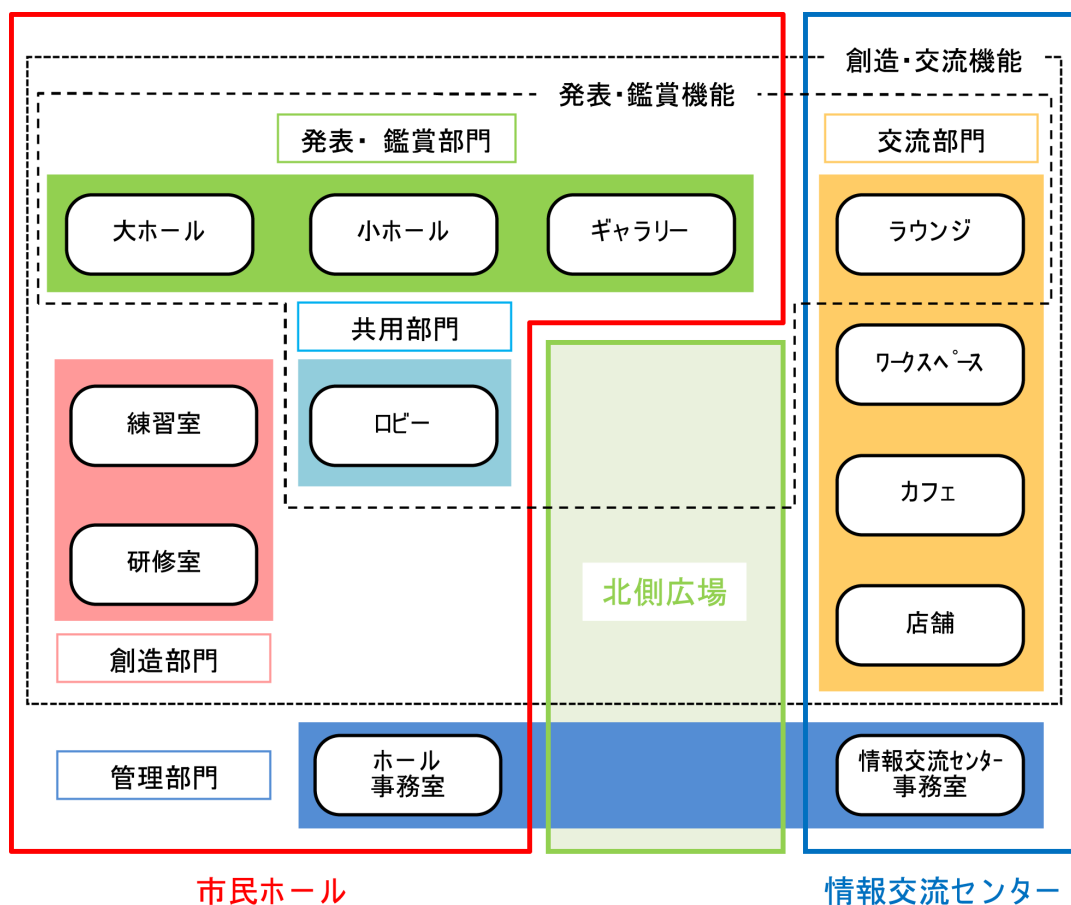 創造・交流機能
発表・鑑賞機能
発表・ 鑑賞部門
交流部門
大ホール
小ホール
ギャラリー
ラウンジ
共用部門
ワークスペース
練習室
ロビー
カフェ
研修室
北側広場
店舗
創造部門
管理部門
ホール
事務室
情報交流センター
事務室
市民ホール
情報交流センター